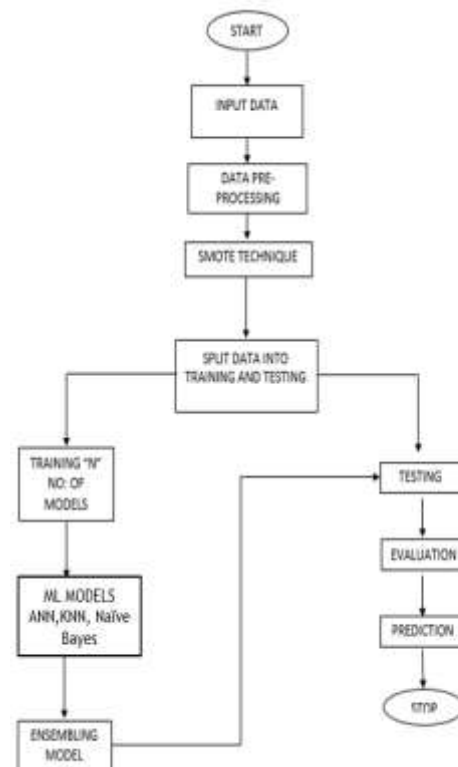 START
INPUT DATA
DATA PRE-
PROCESSING
SMOTE TECHNIQUE
SPLIT DATA INTO
TRAINING AND TESTING
TRAINING "N"
NO: OF
MODELS
ML MODELS
ANN,KNN, Naïve
Bayes
ENSEMBLING
MODEL
TESTING
EVALUATION
PREDICTION
STOP